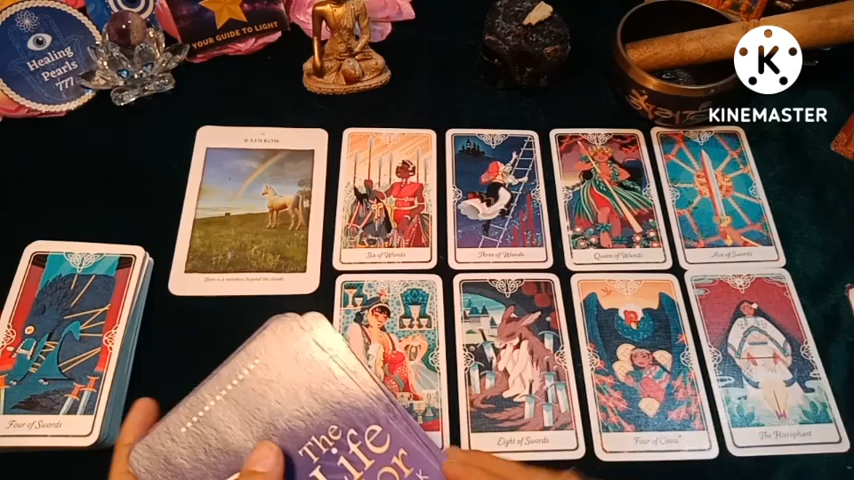 Healing
Pearls
777
YOUR GUIDE TO LIGHT
K
KINEMASTER
RAINBOW
There is a rainbow beyond the clouds.
Six of Wands
Three of Wands
Queen of Wands
Ace of Swords
Four of Swords
Eight of Swords
Four of Coins
The Hierophant
The
Life